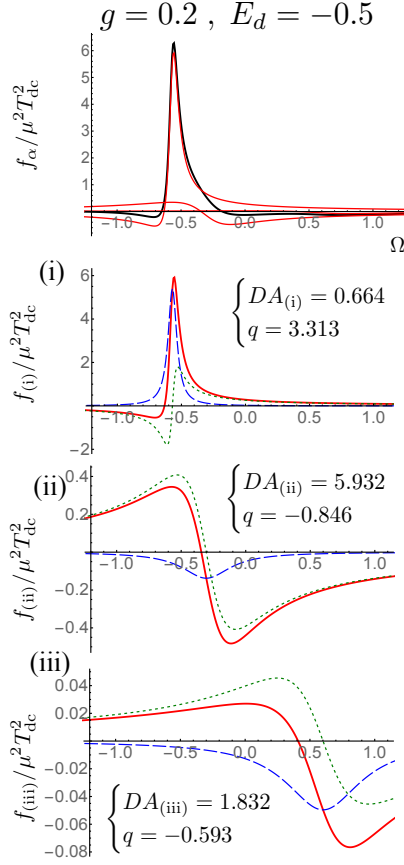 g = 0.2 , E_d = −0.5
f_α/μ²T²_dc
6
4
3
2
1
−1.0 −0.5 0.0 0.5 1.0
Ω
(i)
f_(i)/μ²T²_dc
6
4
2
−2
−1.0 −0.5 0.0 0.5 1.0
DA_(i) = 0.664
q = 3.313
(ii)
f_(ii)/μ²T²_dc
0.4
0.2
−0.2
−0.4
−1.0 −0.5 0.0 0.5 1.0
DA_(ii) = 5.932
q = −0.846
(iii)
f_(iii)/μ²T²_dc
0.04
0.02
−0.02
−0.04
−0.06
−0.08
−1.0 −0.5 0.0 0.5 1.0
DA_(iii) = 1.832
q = −0.593